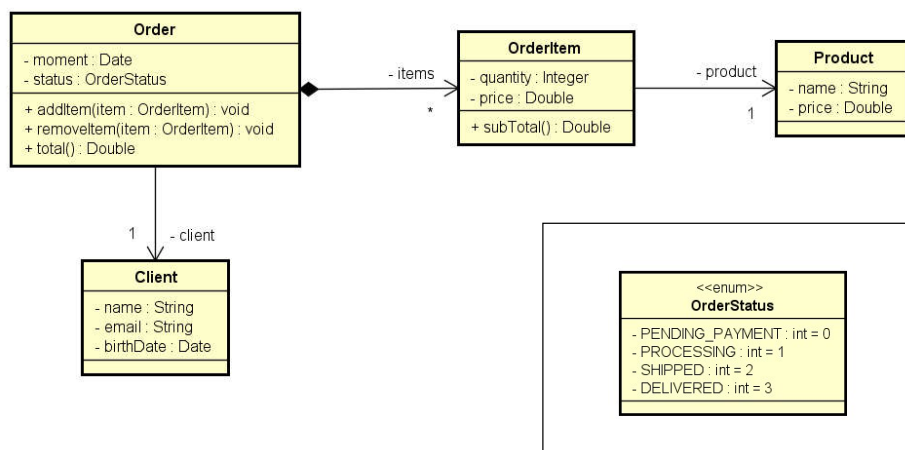 Order
- moment : Date
- status : OrderStatus
+ addItem(item : OrderItem) : void
+ removeItem(item : OrderItem) : void
+ total() : Double
- items
*
OrderItem
- quantity : Integer
- price : Double
+ subTotal() : Double
- product
1
Product
- name : String
- price : Double
1
- client
Client
- name : String
- email : String
- birthDate : Date
<<enum>>
OrderStatus
- PENDING_PAYMENT : int = 0
- PROCESSING : int = 1
- SHIPPED : int = 2
- DELIVERED : int = 3